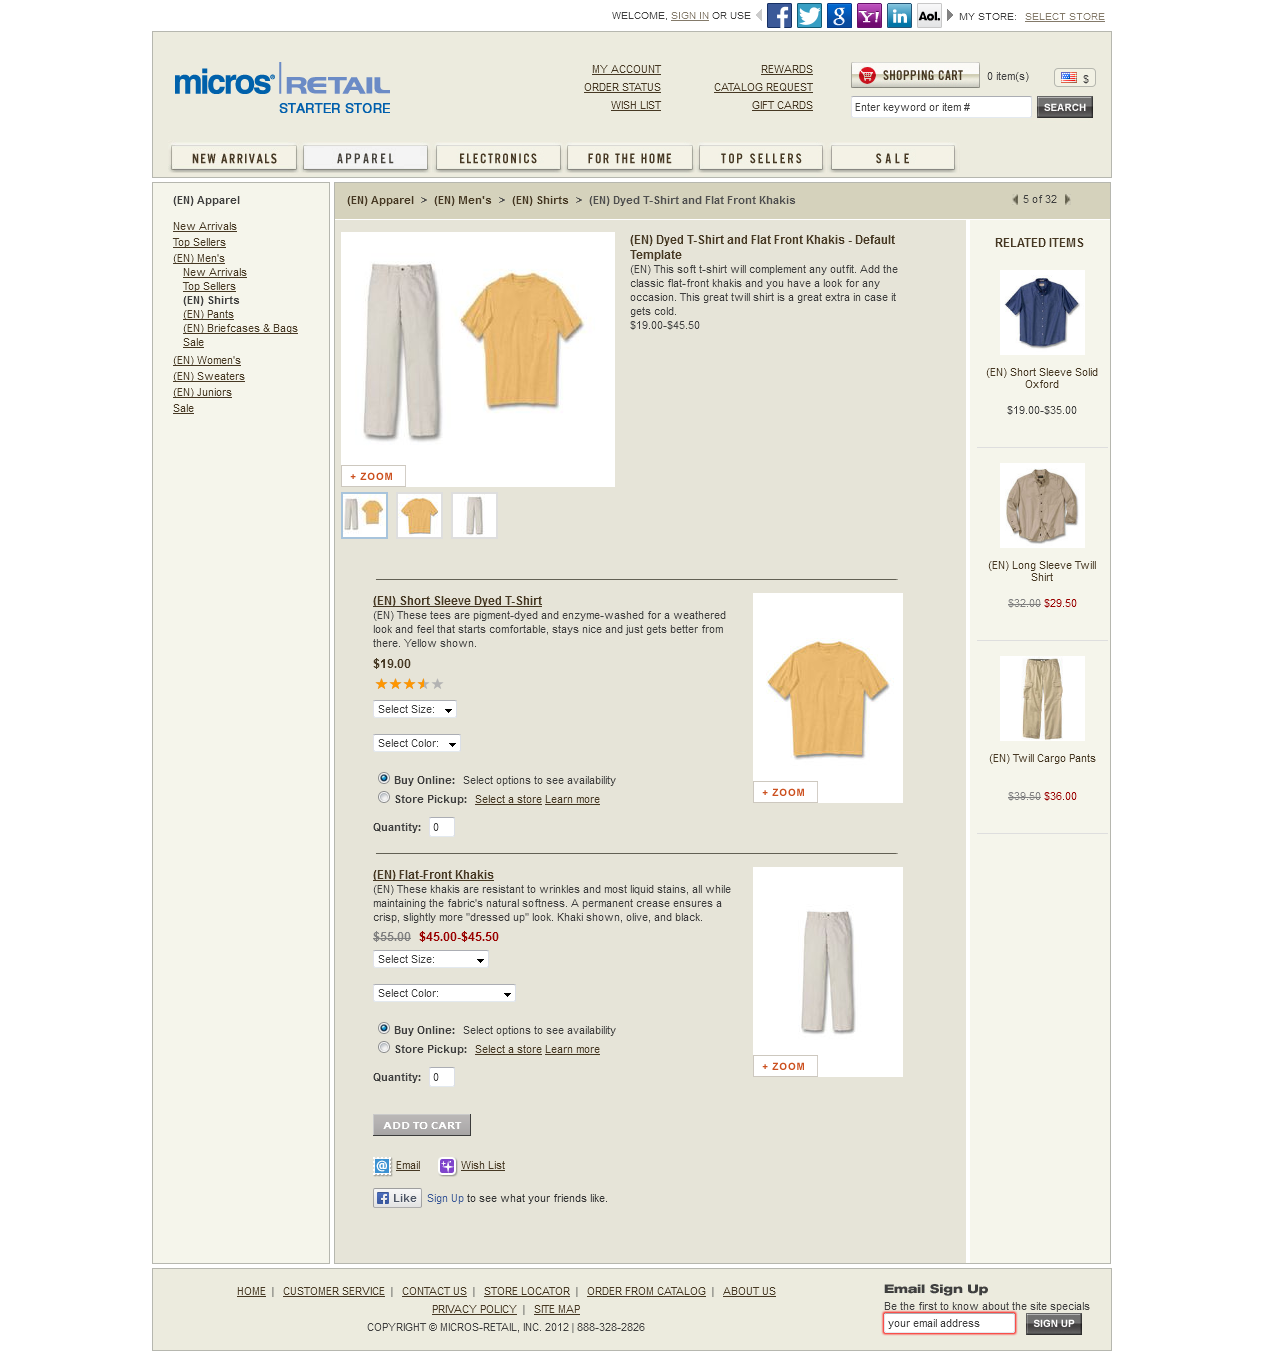 WELCOME, SIGN IN OR USE
Aol.
MY STORE: SELECT STORE
micros RETAIL
STARTER STORE
MY ACCOUNT
ORDER STATUS
WISH LIST
REWARDS
CATALOG REQUEST
GIFT CARDS
SHOPPING CART
0 item(s)
$
Enter keyword or item #
SEARCH
NEW ARRIVALS
APPAREL
ELECTRONICS
FOR THE HOME
TOP SELLERS
SALE
(EN) Apparel
New Arrivals
Top Sellers
(EN) Men's
New Arrivals
Top Sellers
(EN) Shirts
(EN) Pants
(EN) Briefcases & Bags
Sale
(EN) Women's
(EN) Sweaters
(EN) Juniors
Sale
(EN) Apparel > (EN) Men's > (EN) Shirts > (EN) Dyed T-Shirt and Flat Front Khakis
5 of 32
+ ZOOM
(EN) Dyed T-Shirt and Flat Front Khakis - Default
Template
(EN) This soft t-shirt will complement any outfit. Add the
classic flat-front khakis and you have a look for any
occasion. This great twill shirt is a great extra in case it
gets cold.
$19.00-$45.50
(EN) Short Sleeve Dyed T-Shirt
(EN) These tees are pigment-dyed and enzyme-washed for a weathered
look and feel that starts comfortable, stays nice and just gets better from
there. Yellow shown.
$19.00
Select Size:
Select Color:
Buy Online: Select options to see availability
Store Pickup: Select a store Learn more
Quantity: 0
+ ZOOM
(EN) Flat-Front Khakis
(EN) These khakis are resistant to wrinkles and most liquid stains, all while
maintaining the fabric's natural softness. A permanent crease ensures a
crisp, slightly more "dressed up" look. Khaki shown, olive, and black.
$55.00 $45.00-$45.50
Select Size:
Select Color:
Buy Online: Select options to see availability
Store Pickup: Select a store Learn more
Quantity: 0
+ ZOOM
ADD TO CART
Email
Wish List
Like
Sign Up to see what your friends like.
RELATED ITEMS
(EN) Short Sleeve Solid
Oxford
$19.00-$35.00
(EN) Long Sleeve Twill
Shirt
$32.00 $29.50
(EN) Twill Cargo Pants
$39.50 $36.00
HOME | CUSTOMER SERVICE | CONTACT US | STORE LOCATOR | ORDER FROM CATALOG | ABOUT US
PRIVACY POLICY | SITE MAP
COPYRIGHT © MICROS-RETAIL, INC. 2012 | 888-328-2826
Email Sign Up
Be the first to know about the site specials
your email address
SIGN UP